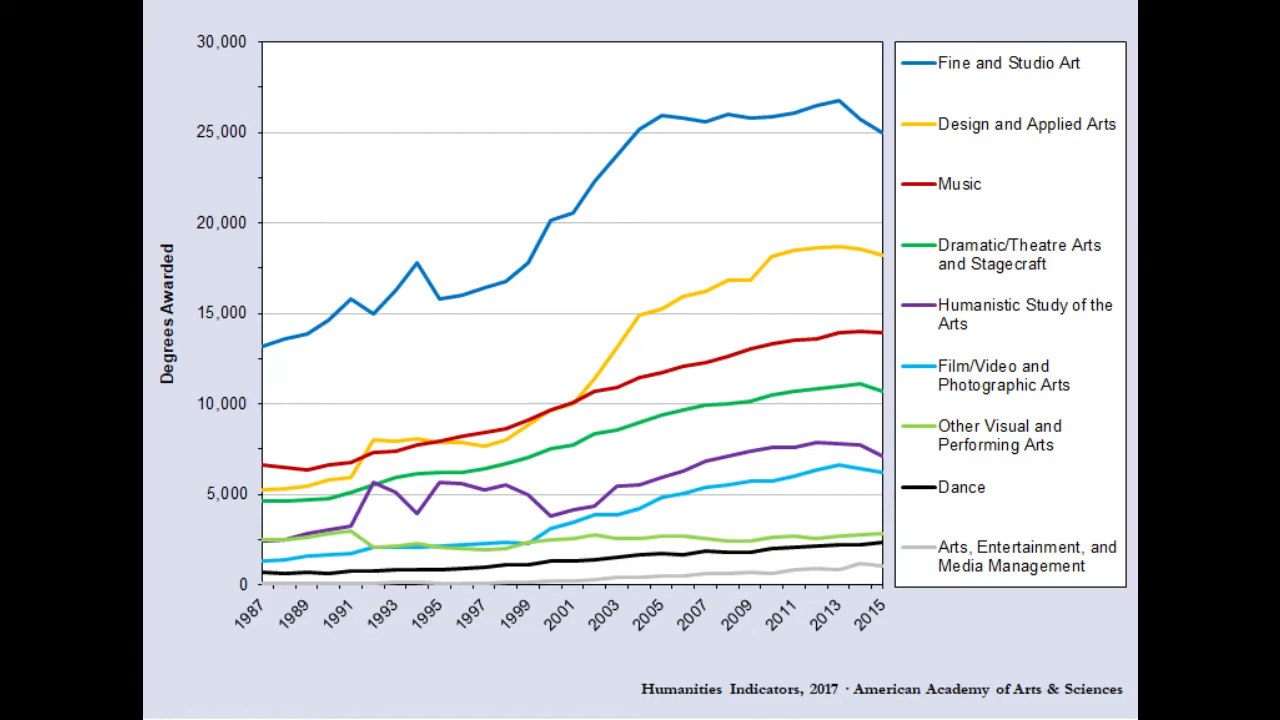 30,000
25,000
20,000
15,000
10,000
5,000
0
Degrees Awarded
1987
1989
1991
1993
1995
1997
1999
2001
2003
2005
2007
2009
2011
2013
2015
Fine and Studio Art
Design and Applied Arts
Music
Dramatic/Theatre Arts
and Stagecraft
Humanistic Study of the
Arts
Film/Video and
Photographic Arts
Other Visual and
Performing Arts
Dance
Arts, Entertainment, and
Media Management
Humanities Indicators, 2017 · American Academy of Arts & Sciences